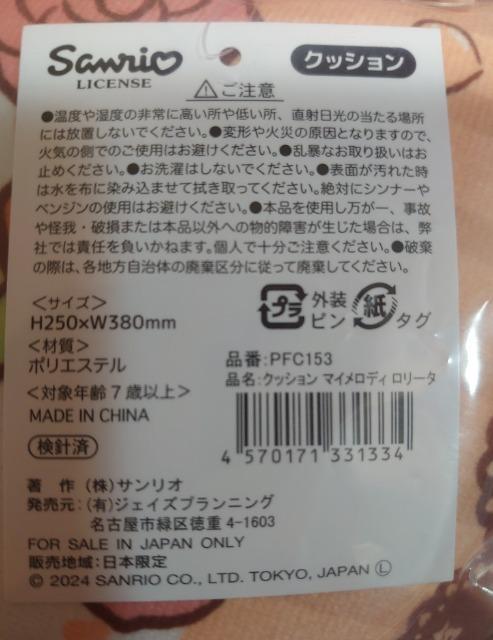 Sanrio
LICENSE
クッション
⚠ご注意
●温度や湿度の非常に高い所や低い所、直射日光の当たる場所
には放置しないでください。●変形や火災の原因となりますので、
火気の側でのご使用はお避けください。●乱暴なお取り扱いはお
止めください。●お洗濯はしないでください。●表面が汚れた時
は水を布に染み込ませて拭き取ってください。絶対にシンナーや
ベンジンの使用はお避けください。●本品を使用し万が一、事故
や怪我・破損または本品以外への物的障害が生じた場合は、弊
社では責任を負いかねます。個人で十分ご注意ください。●破棄
の際は、各地方自治体の廃棄区分に従って廃棄してください。
<サイズ>
H250×W380mm
<材質>
ポリエステル
<対象年齢7歳以上>
MADE IN CHINA
検針済
プラ 外装 ピン
紙 タグ
品番:PFC153
品名:クッション マイメロディ ロリータ
4 570171 331334
著 作 (株)サンリオ
発売元:(有)ジェイズプランニング
名古屋市緑区徳重 4-1603
FOR SALE IN JAPAN ONLY
販売地域:日本限定
© 2024 SANRIO CO., LTD. TOKYO, JAPAN Ⓛ